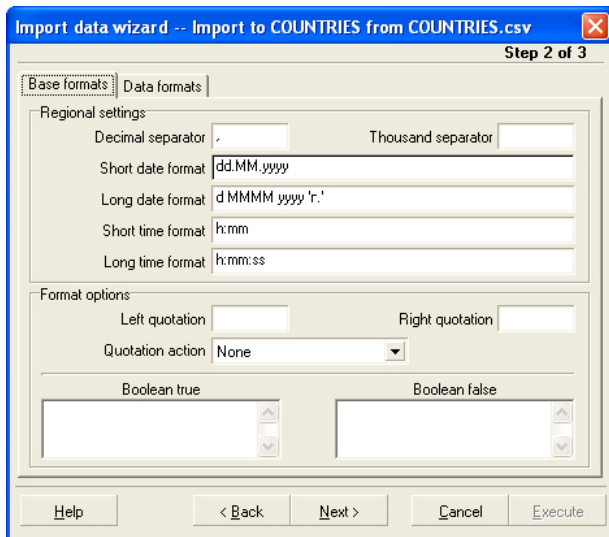 Import data wizard -- Import to COUNTRIES from COUNTRIES.csv
Step 2 of 3
Base formats Data formats
Regional settings
Decimal separator , Thousand separator
Short date format dd.MM.yyyy
Long date format d MMMM yyyy 'r.'
Short time format h:mm
Long time format h:mm:ss
Format options
Left quotation Right quotation
Quotation action None
Boolean true Boolean false
Help < Back Next > Cancel Execute